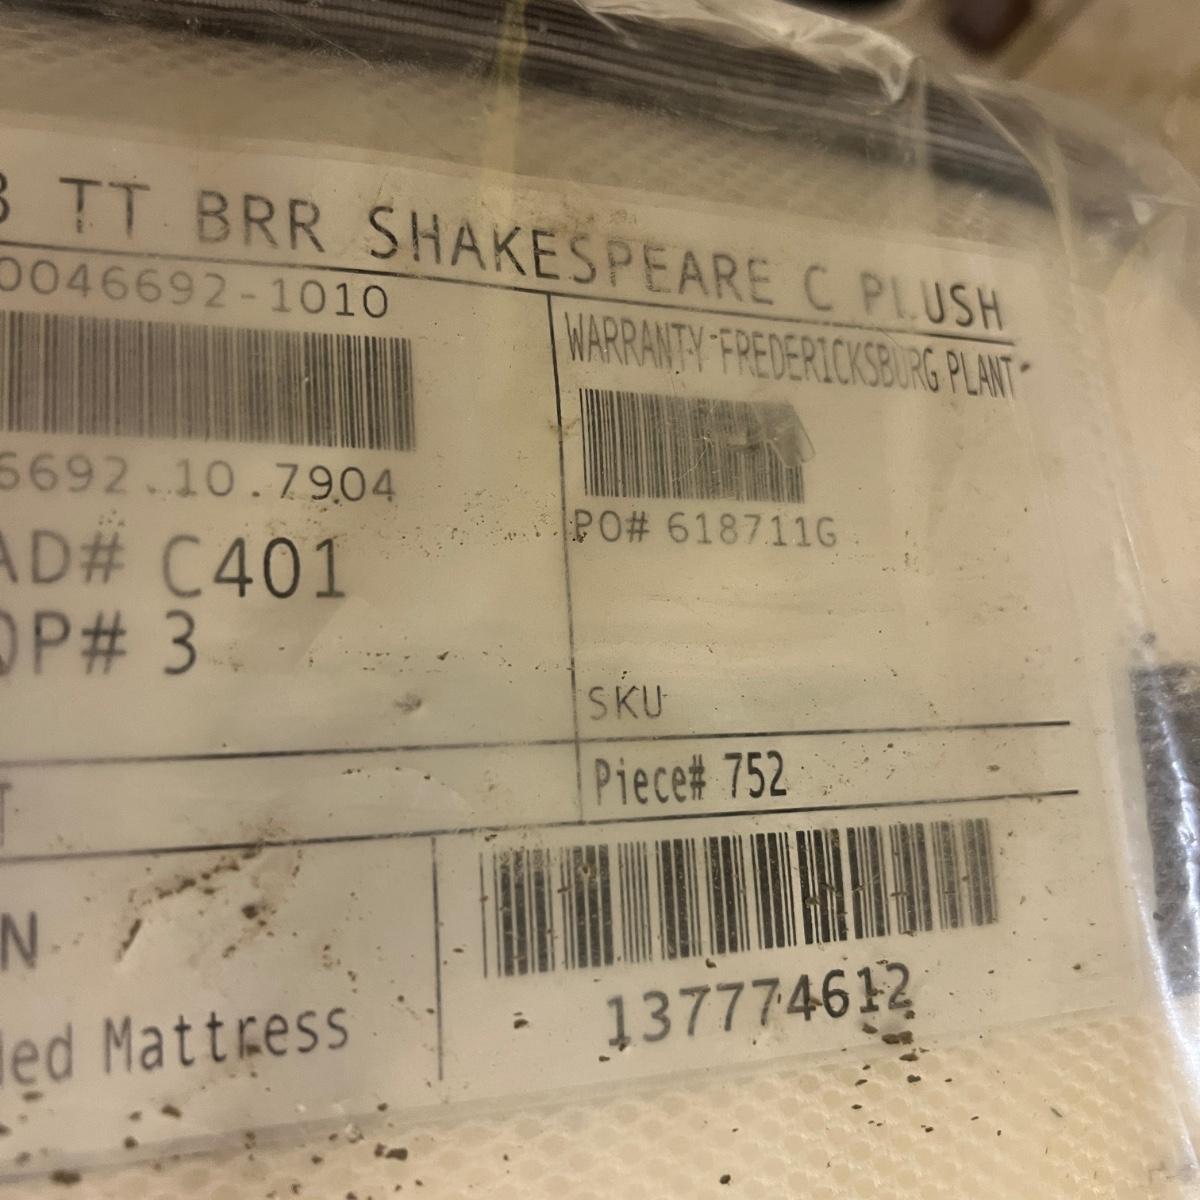 TT BRR SHAKESPEARE C PLUSH
0046692-1010
WARRANTY-FREDERICKSBURG PLANT-
6692.10.7904
PO# 618711G
AD# C401
OP# 3
SKU
T
Piece# 752
N
led Mattress
137774612